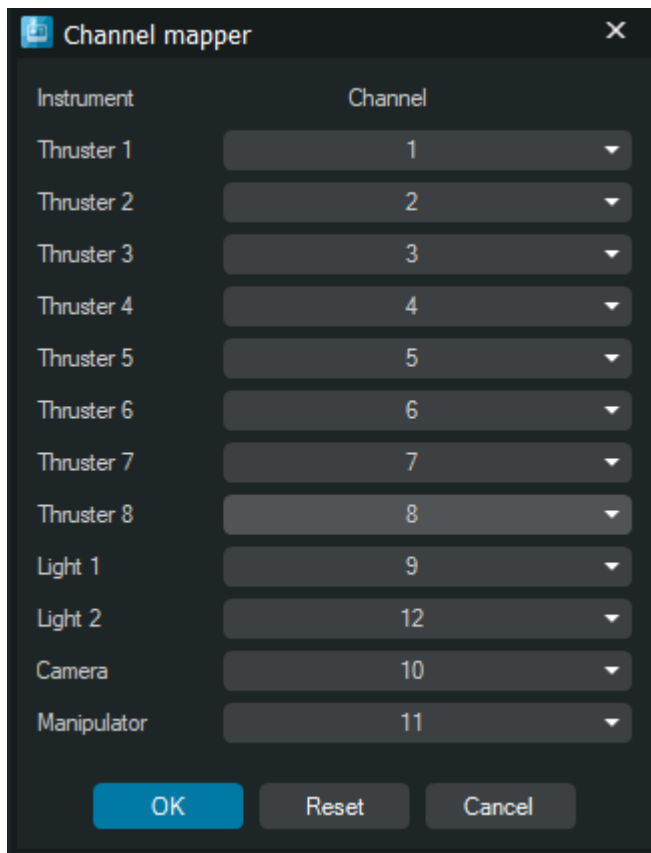 Channel mapper
Instrument Channel
Thruster 1 1
Thruster 2 2
Thruster 3 3
Thruster 4 4
Thruster 5 5
Thruster 6 6
Thruster 7 7
Thruster 8 8
Light 1 9
Light 2 12
Camera 10
Manipulator 11
OK Reset Cancel